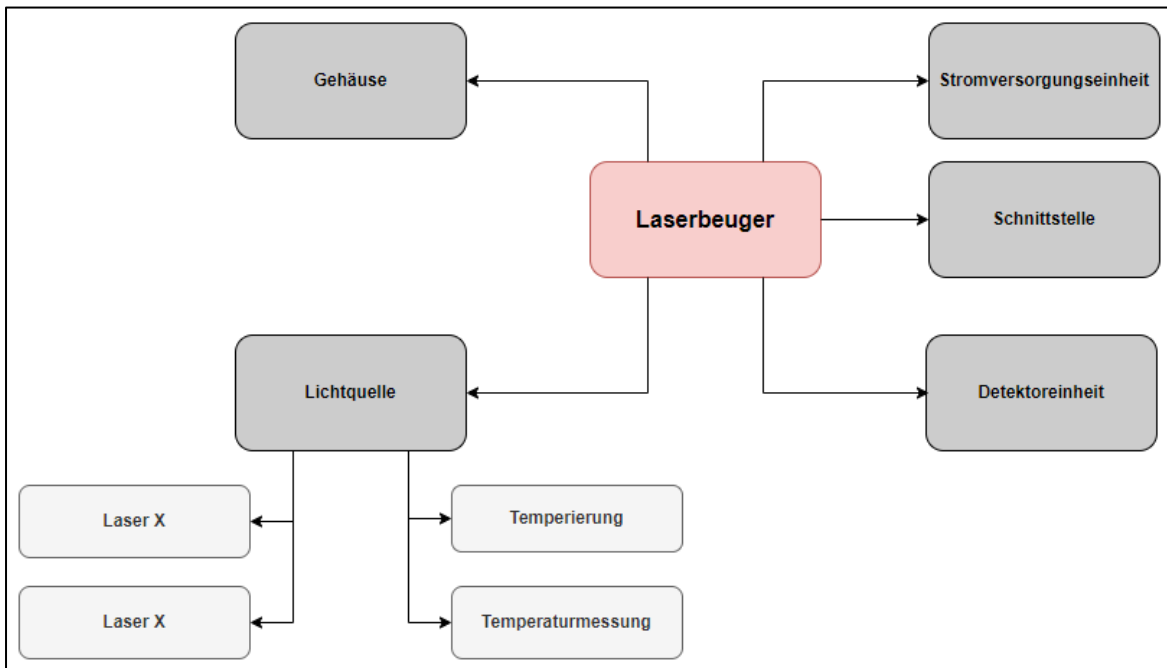 Gehäuse
Stromversorgungseinheit
Laserbeuger
Schnittstelle
Lichtquelle
Detektoreinheit
Laser X
Temperierung
Laser X
Temperaturmessung